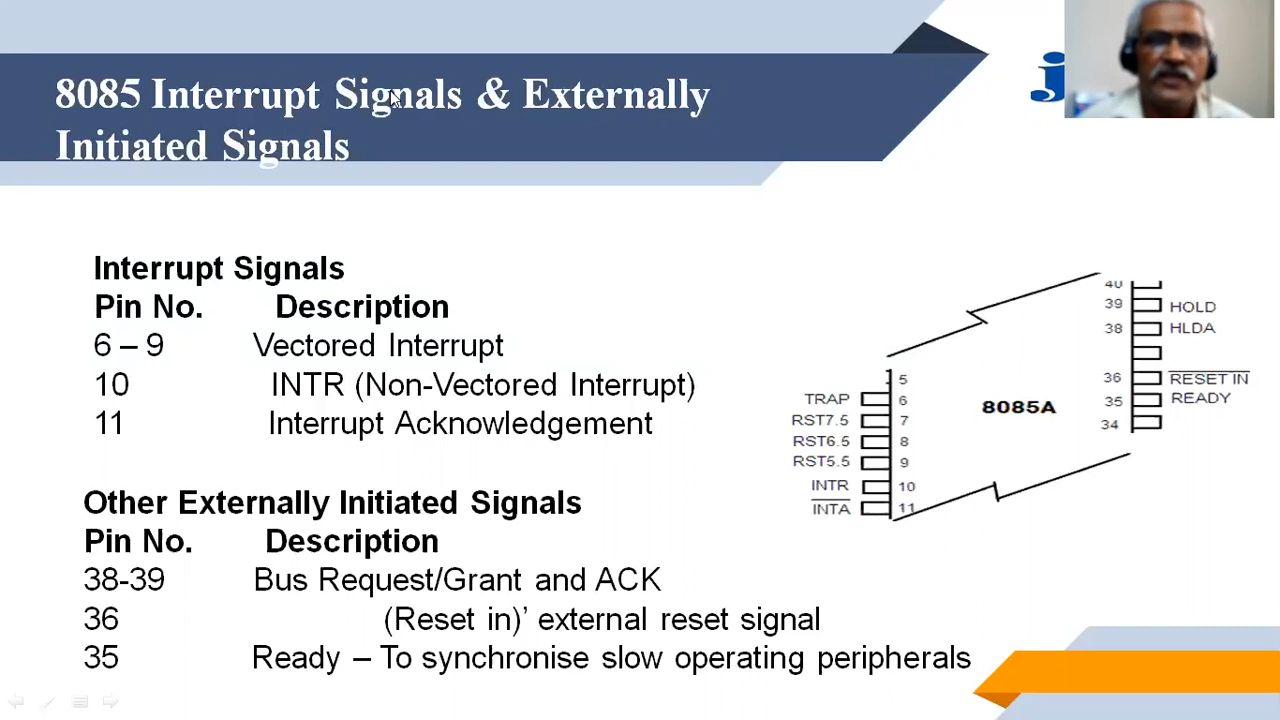 8085 Interrupt Signals & Externally
Initiated Signals
j
Interrupt Signals
Pin No. Description
6 – 9 Vectored Interrupt
10 INTR (Non-Vectored Interrupt)
11 Interrupt Acknowledgement
Other Externally Initiated Signals
Pin No. Description
38-39 Bus Request/Grant and ACK
36 (Reset in)’ external reset signal
35 Ready – To synchronise slow operating peripherals
40
39 HOLD
38 HLDA
36 RESET IN
35 READY
34
5
TRAP 6
RST7.5 7
RST6.5 8
RST5.5 9
INTR 10
INTA 11
8085A